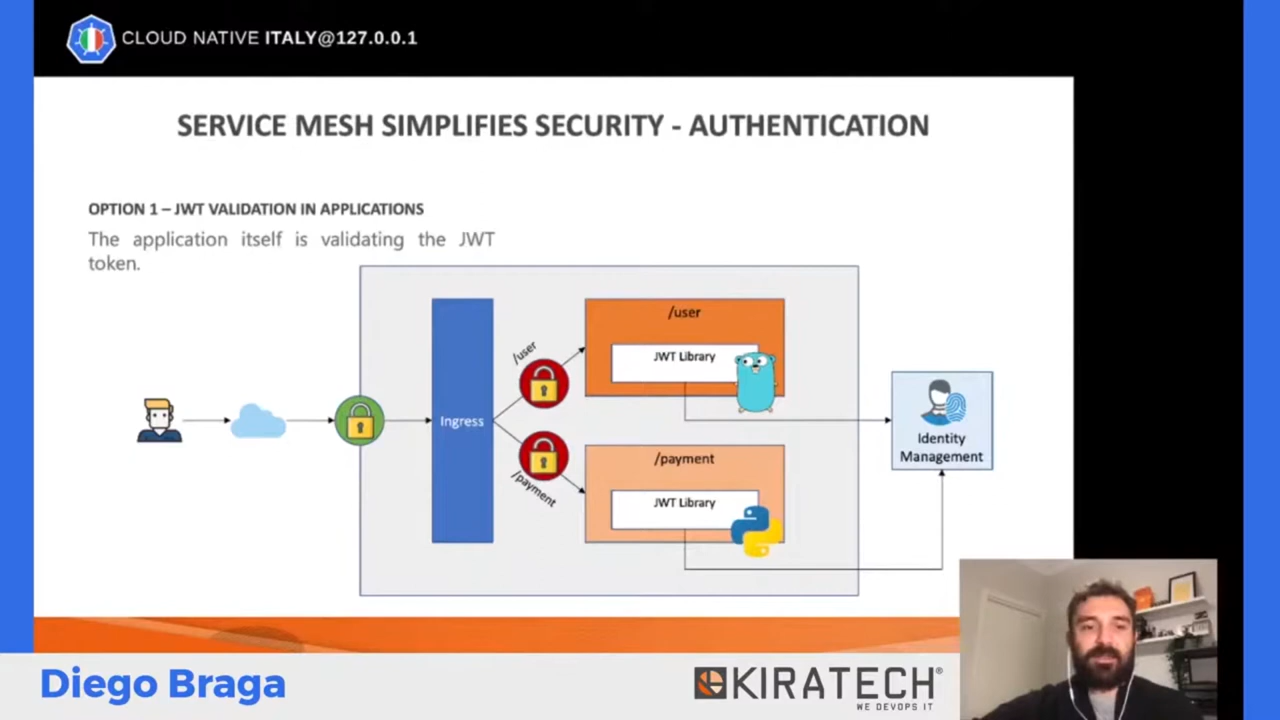 CLOUD NATIVE ITALY@127.0.0.1
SERVICE MESH SIMPLIFIES SECURITY - AUTHENTICATION
OPTION 1 – JWT VALIDATION IN APPLICATIONS
The application itself is validating the JWT
token.
/user
/user
JWT Library
Ingress
/payment
/payment
JWT Library
Identity
Management
Diego Braga
KIRATECH®
WE DEVOPS IT